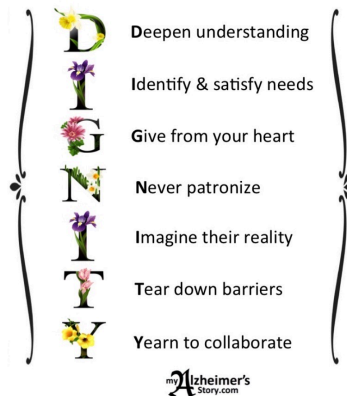 D Deepen understanding
I Identify & satisfy needs
G Give from your heart
N Never patronize
I Imagine their reality
T Tear down barriers
Y Yearn to collaborate
my Alzheimer's
Story.com